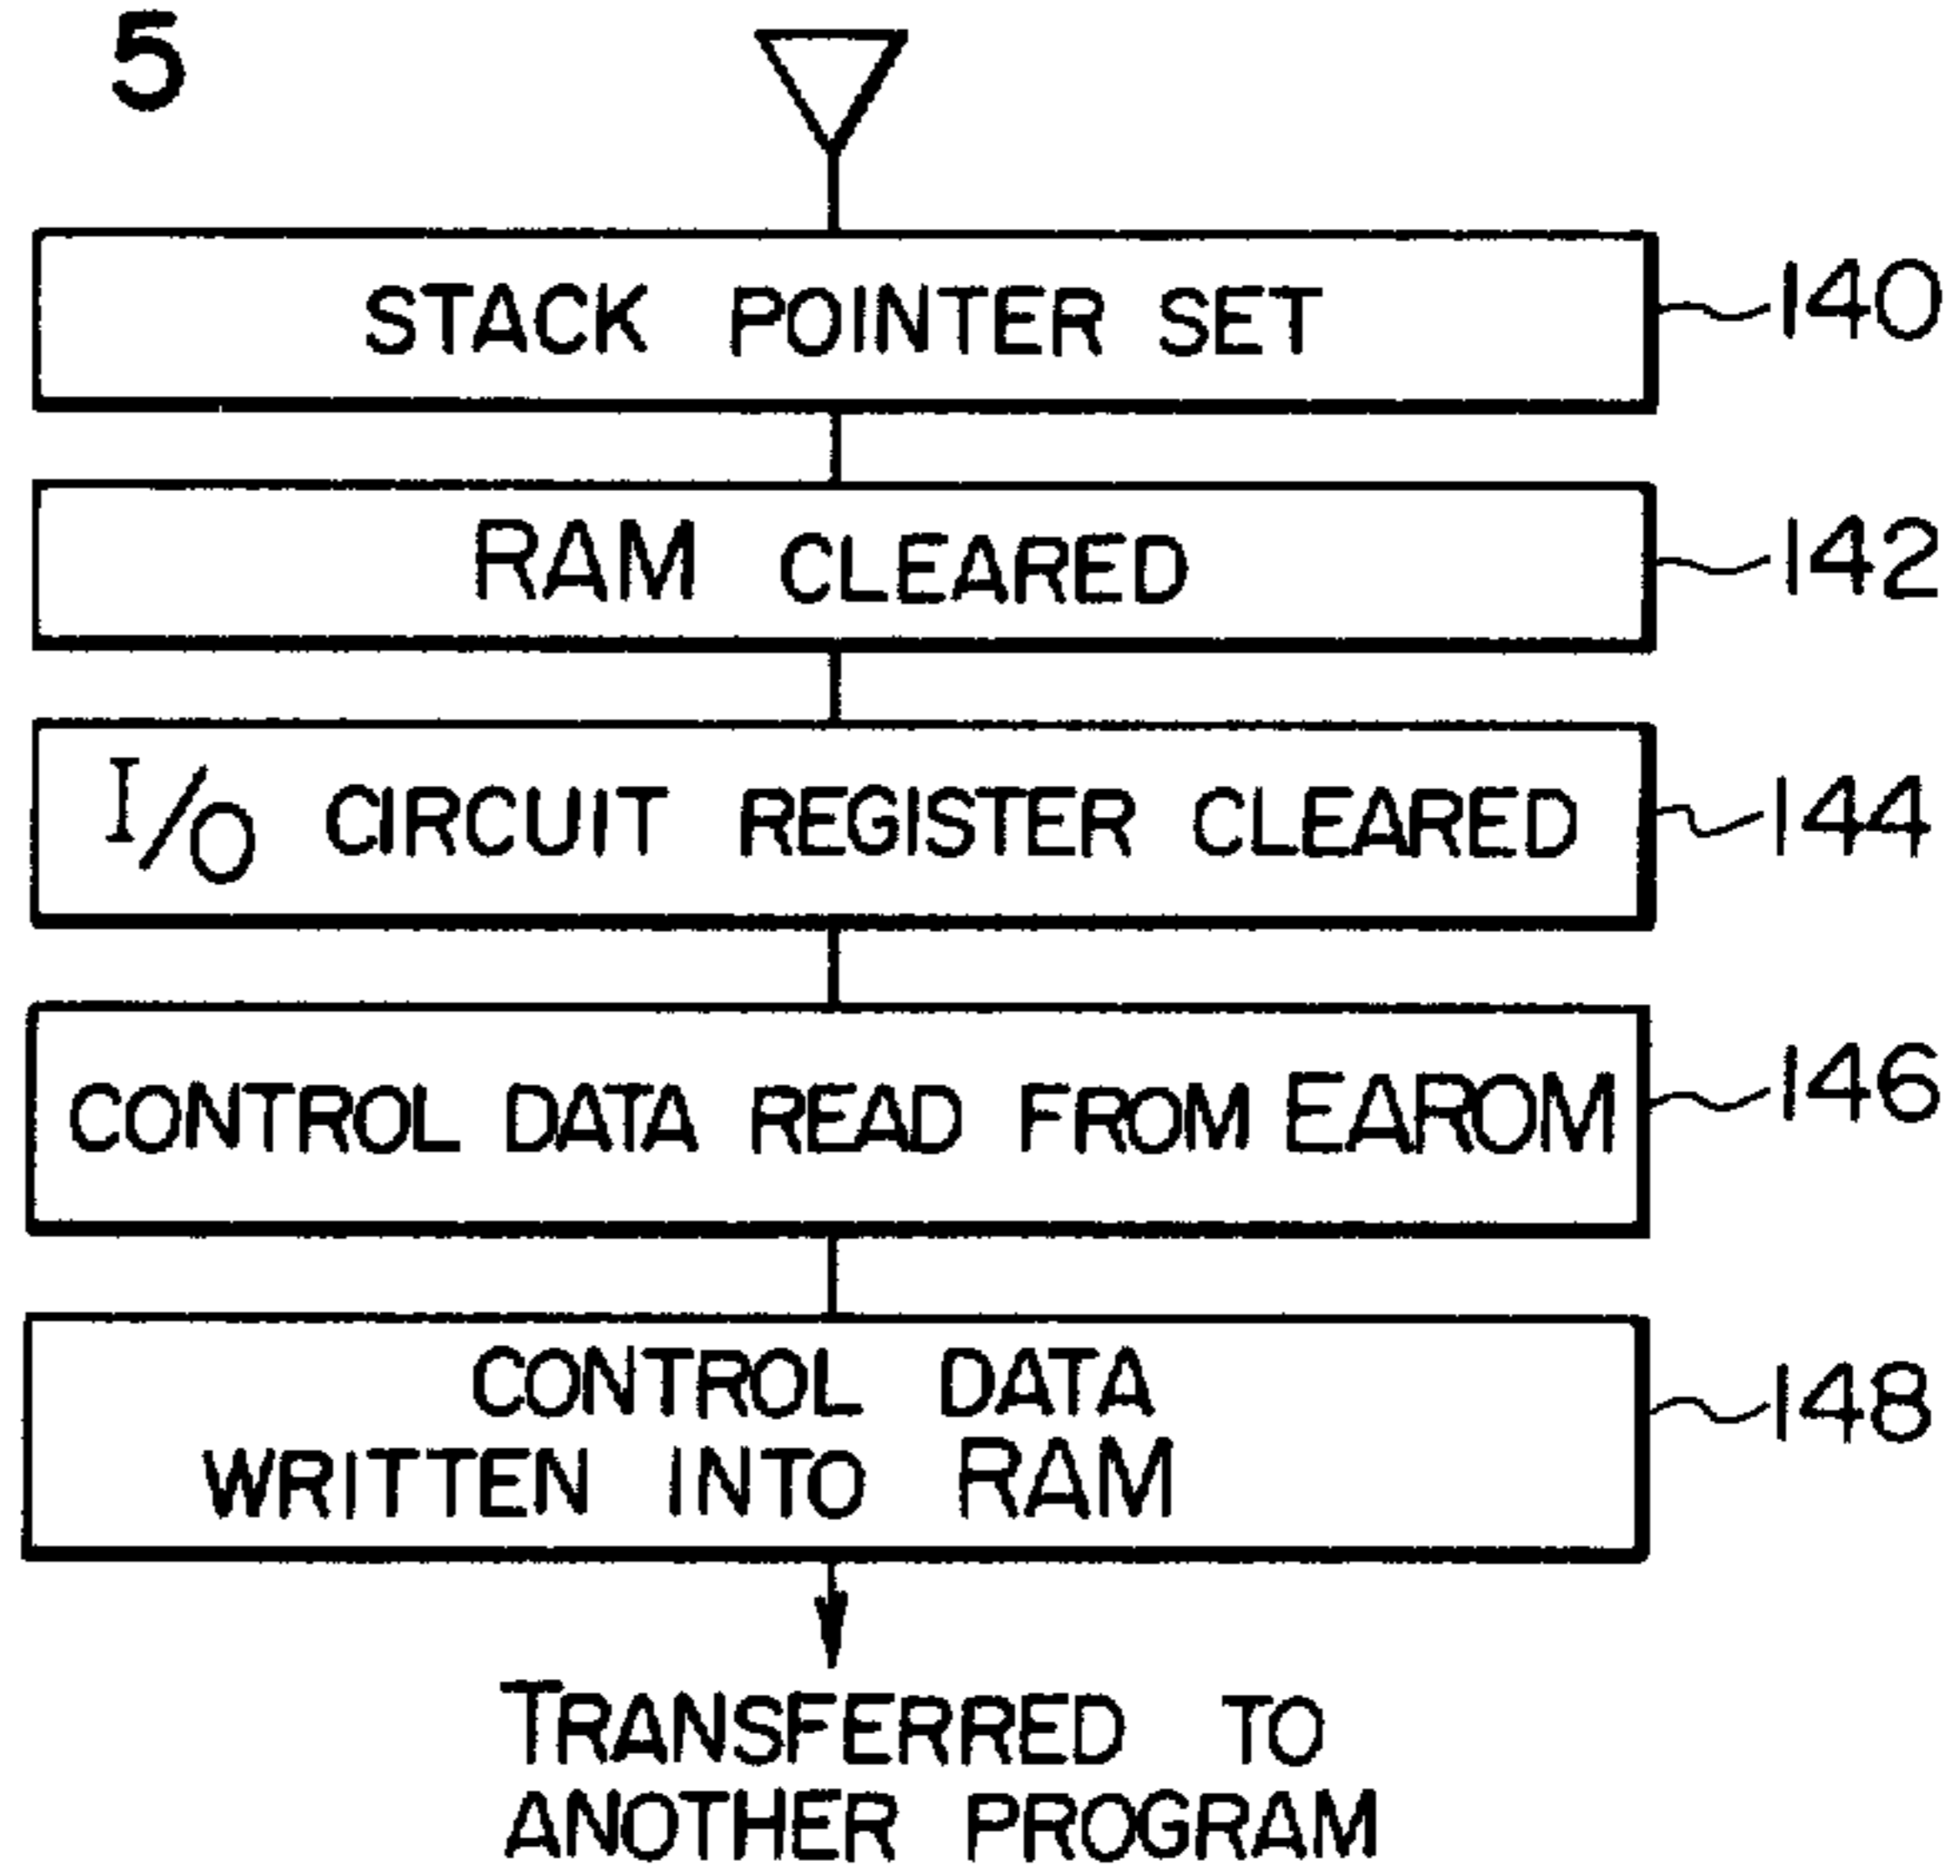 5
STACK POINTER SET
140
RAM CLEARED
142
I/O CIRCUIT REGISTER CLEARED
144
CONTROL DATA READ FROM EAROM
146
CONTROL DATA
WRITTEN INTO RAM
148
TRANSFERRED TO
ANOTHER PROGRAM